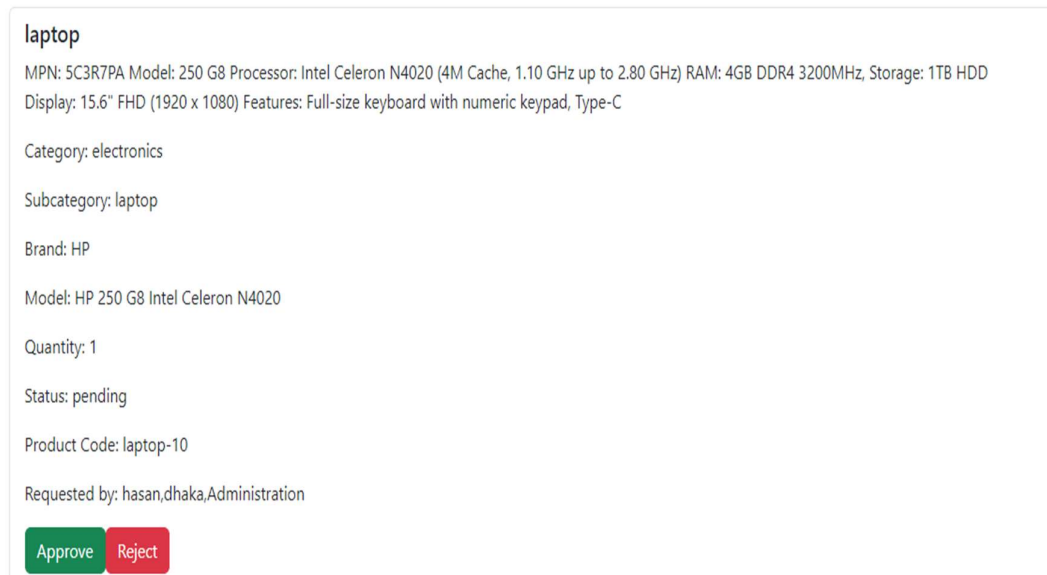 laptop
MPN: 5C3R7PA Model: 250 G8 Processor: Intel Celeron N4020 (4M Cache, 1.10 GHz up to 2.80 GHz) RAM: 4GB DDR4 3200MHz, Storage: 1TB HDD
Display: 15.6" FHD (1920 x 1080) Features: Full-size keyboard with numeric keypad, Type-C
Category: electronics
Subcategory: laptop
Brand: HP
Model: HP 250 G8 Intel Celeron N4020
Quantity: 1
Status: pending
Product Code: laptop-10
Requested by: hasan,dhaka,Administration
Approve Reject